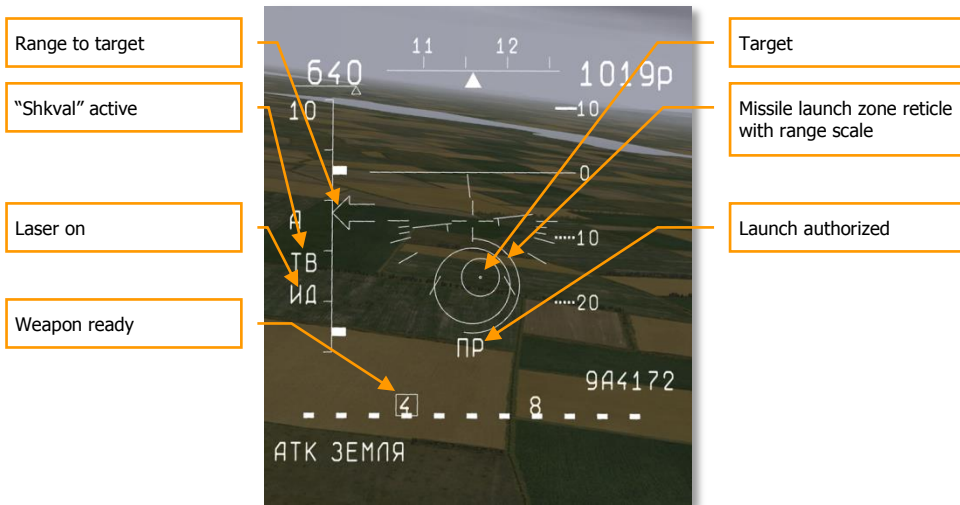 Range to target
“Shkval” active
Laser on
Weapon ready
11 12
640
1019р
10
А
ТВ
ИД
10
0
10
20
ПР
9А4172
4 8
АТК ЗЕМЛЯ
Target
Missile launch zone reticle
with range scale
Launch authorized